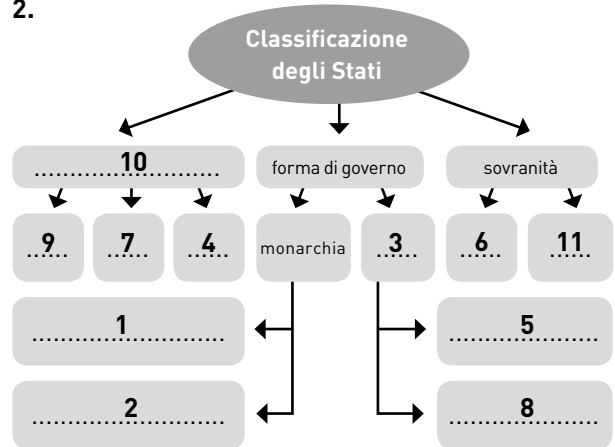 2.
Classificazione
degli Stati
10
forma di governo
sovranità
9
7
4
monarchia
3
6
11
1
5
2
8